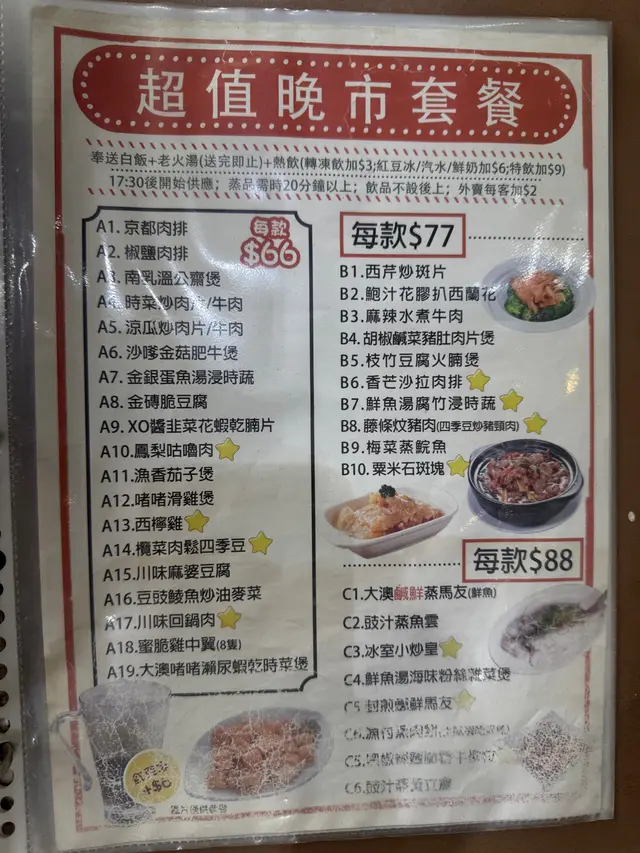 超值晚市套餐
奉送白飯+老火湯(送完即止)+熱飲(轉凍飲加$3;紅豆冰/汽水/鮮奶加$6;特飲加$9)
17:30後開始供應；蒸品需時20分鐘以上；飲品不設後上；外賣每客加$2
每款$66
A1. 京都肉排
A2. 椒鹽肉排
A3. 南乳溫公齋煲
A4. 時菜炒肉片/牛肉
A5. 涼瓜炒肉片/牛肉
A6. 沙嗲金菇肥牛煲
A7. 金銀蛋魚湯浸時蔬
A8. 金磚脆豆腐
A9. XO醬韮菜花蝦乾腩片
A10. 鳳梨咕嚕肉
A11. 漁香茄子煲
A12. 啫啫滑雞煲
A13. 西檸雞
A14. 欖菜肉鬆四季豆
A15. 川味麻婆豆腐
A16. 豆豉鯪魚炒油麥菜
A17. 川味回鍋肉
A18. 蜜脆雞中翼(8隻)
A19. 大澳啫啫瀨尿蝦乾時菜煲
每款$77
B1. 西芹炒斑片
B2. 鮑汁花膠扒西蘭花
B3. 麻辣水煮牛肉
B4. 胡椒鹹菜豬肚肉片煲
B5. 枝竹豆腐火腩煲
B6. 香芒沙拉肉排
B7. 鮮魚湯腐竹浸時蔬
B8. 藤條炆豬肉(四季豆炒豬頸肉)
B9. 梅菜蒸鯇魚
B10. 粟米石斑塊
每款$88
C1. 大澳鹹鮮蒸馬友(鮮魚)
C2. 豉汁蒸魚雲
C3. 冰室小炒皇
C4. 鮮魚湯海味粉絲雜菜煲
C5. 封煎鹹鮮馬友
C6.
C5.
C6. 豉汁蒸
+$6